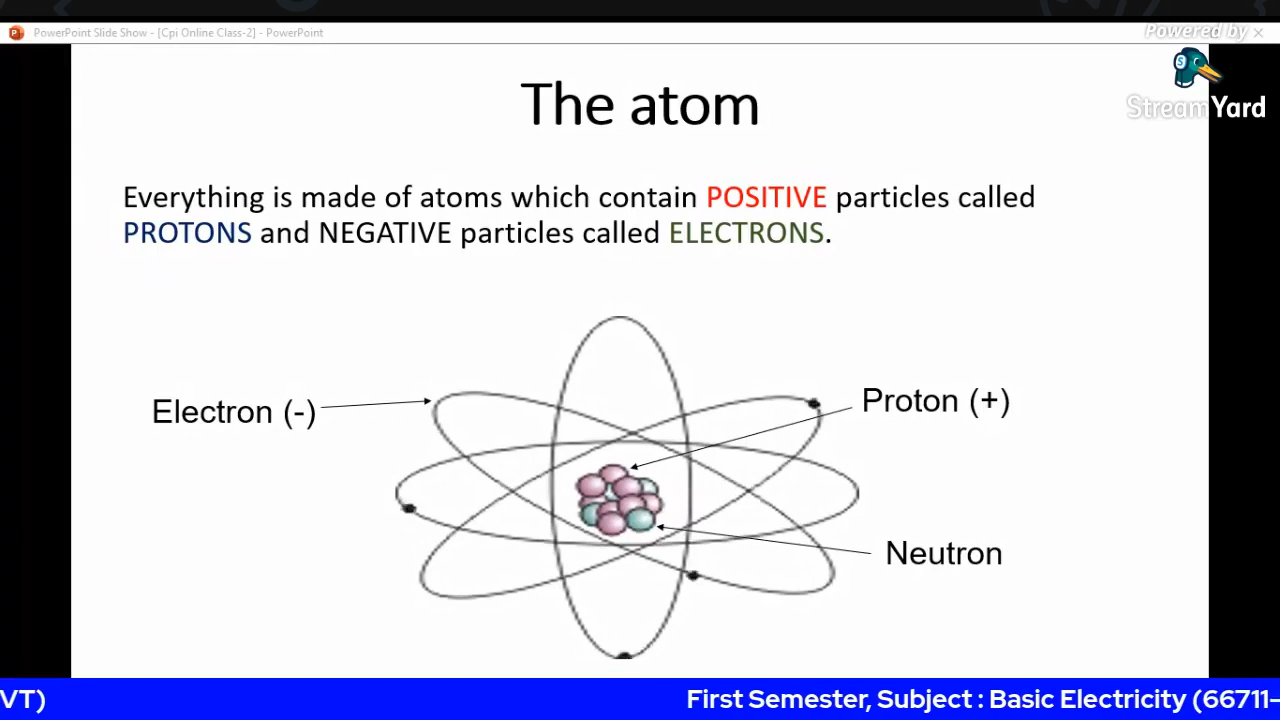 PowerPoint Slide Show - [Cpi Online Class-2] - PowerPoint
Powered by
StreamYard
The atom
Everything is made of atoms which contain POSITIVE particles called
PROTONS and NEGATIVE particles called ELECTRONS.
Electron (-)
Proton (+)
Neutron
VT)
First Semester, Subject : Basic Electricity (66711-